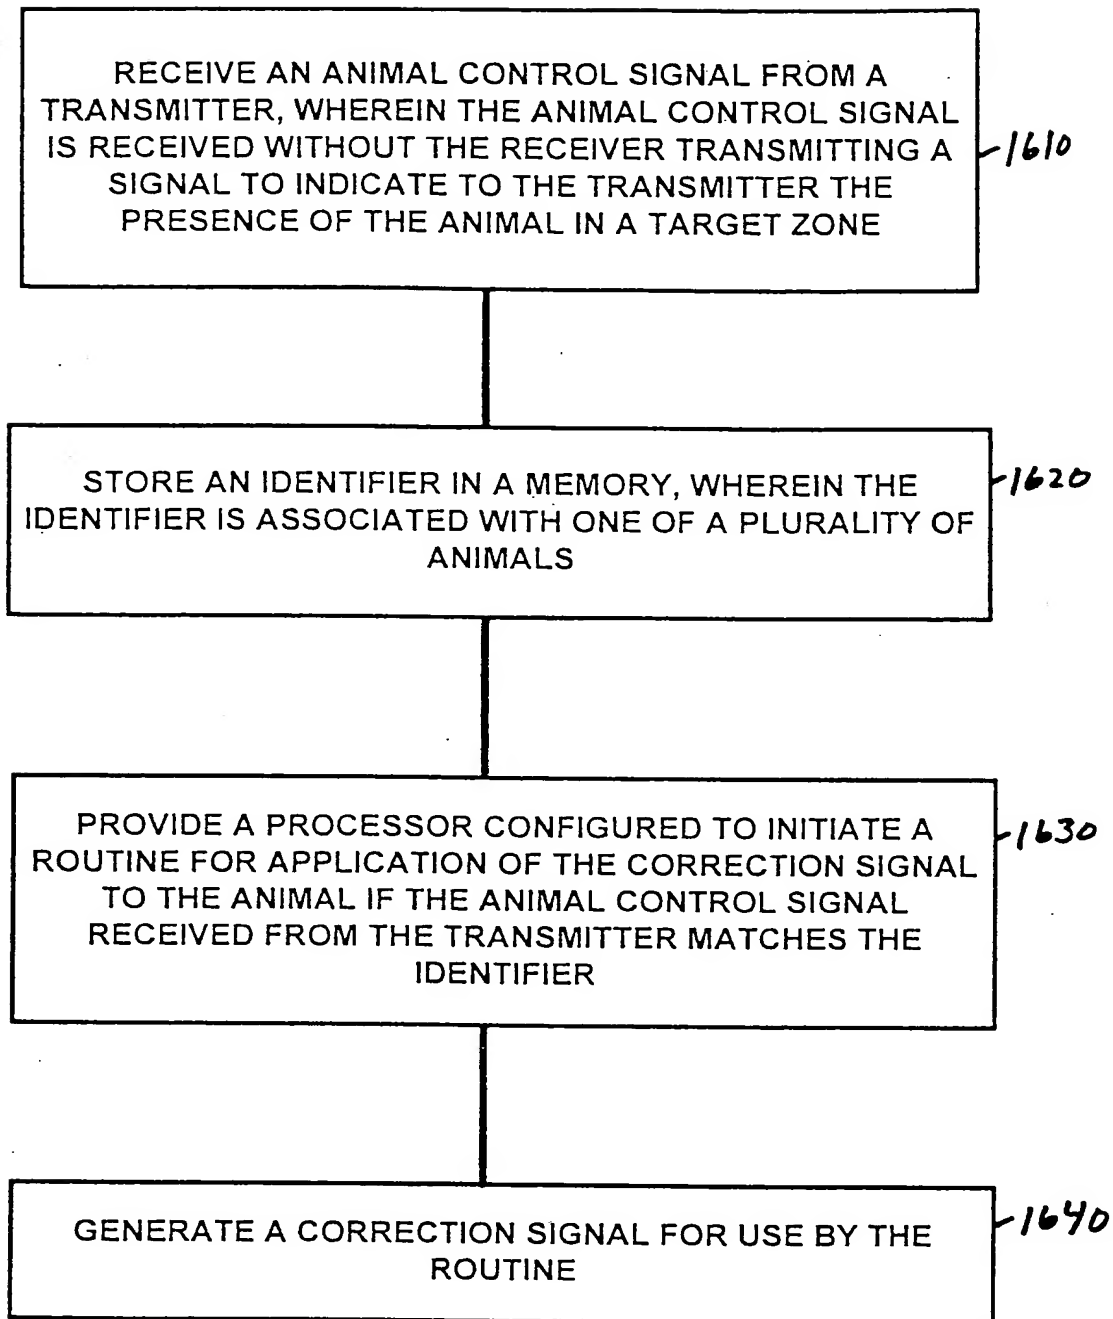 RECEIVE AN ANIMAL CONTROL SIGNAL FROM A
TRANSMITTER, WHEREIN THE ANIMAL CONTROL SIGNAL
IS RECEIVED WITHOUT THE RECEIVER TRANSMITTING A
SIGNAL TO INDICATE TO THE TRANSMITTER THE
PRESENCE OF THE ANIMAL IN A TARGET ZONE
1610
STORE AN IDENTIFIER IN A MEMORY, WHEREIN THE
IDENTIFIER IS ASSOCIATED WITH ONE OF A PLURALITY OF
ANIMALS
1620
PROVIDE A PROCESSOR CONFIGURED TO INITIATE A
ROUTINE FOR APPLICATION OF THE CORRECTION SIGNAL
TO THE ANIMAL IF THE ANIMAL CONTROL SIGNAL
RECEIVED FROM THE TRANSMITTER MATCHES THE
IDENTIFIER
1630
GENERATE A CORRECTION SIGNAL FOR USE BY THE
ROUTINE
1640